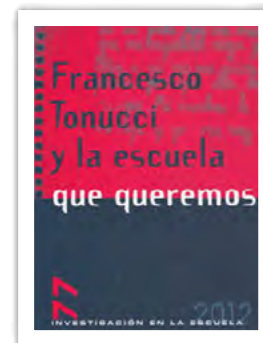 Francesco
Tonucci
y la escuela
que queremos
77
2012
INVESTIGACIÓN EN LA ESCUELA